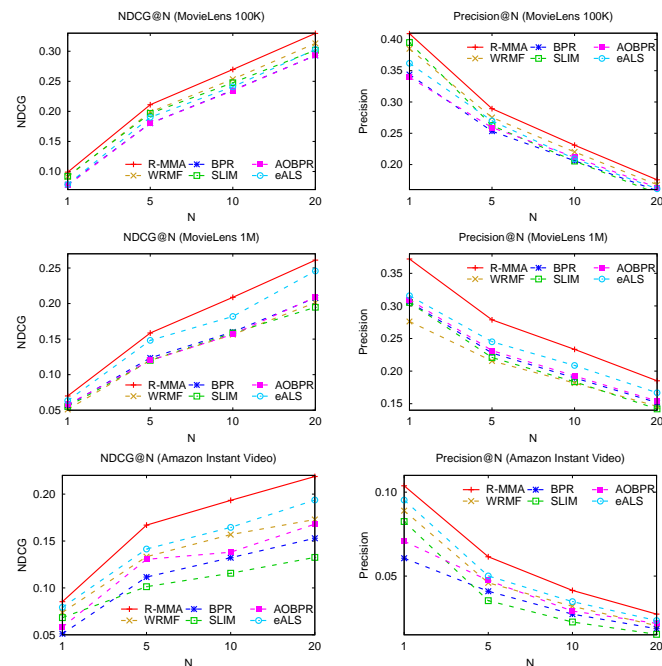 NDCG@N (MovieLens 100K)
NDCG
0.30
0.25
0.20
0.15
0.10
R-MMA BPR AOBPR
WRMF SLIM eALS
1 5 10 20
N
Precision@N (MovieLens 100K)
Precision
0.40
0.35
0.30
0.25
0.20
R-MMA BPR AOBPR
WRMF SLIM eALS
1 5 10 20
N
NDCG@N (MovieLens 1M)
NDCG
0.25
0.20
0.15
0.10
0.05
R-MMA BPR AOBPR
WRMF SLIM eALS
1 5 10 20
N
Precision@N (MovieLens 1M)
Precision
0.35
0.30
0.25
0.20
0.15
R-MMA BPR AOBPR
WRMF SLIM eALS
1 5 10 20
N
NDCG@N (Amazon Instant Video)
NDCG
0.20
0.15
0.10
0.05
R-MMA BPR AOBPR
WRMF SLIM eALS
1 5 10 20
N
Precision@N (Amazon Instant Video)
Precision
0.10
0.05
R-MMA BPR AOBPR
WRMF SLIM eALS
1 5 10 20
N